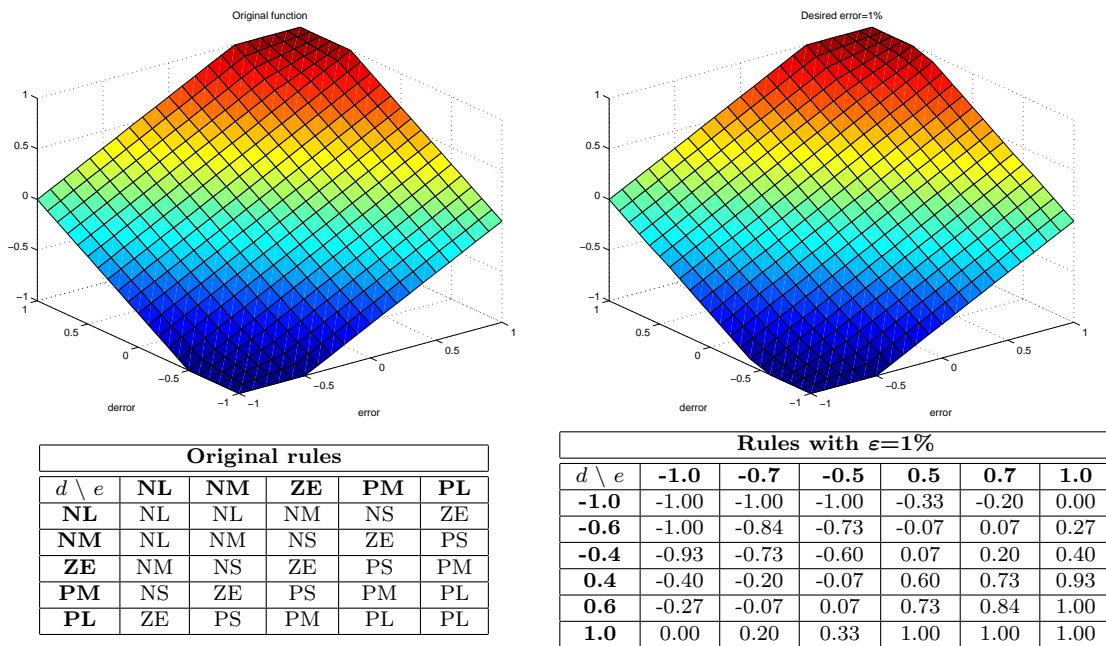 Original function
1
0.5
0
−0.5
−1
1
0.5
0
−0.5
−1
−1
−0.5
0
0.5
1
derror
error
Desired error=1%
1
0.5
0
−0.5
−1
1
0.5
0
−0.5
−1
−1
−0.5
0
0.5
1
derror
error
Original rules
d \ e NL NM ZE PM PL
NL NL NL NM NS ZE
NM NL NM NS ZE PS
ZE NM NS ZE PS PM
PM NS ZE PS PM PL
PL ZE PS PM PL PL
Rules with ε=1%
d \ e -1.0 -0.7 -0.5 0.5 0.7 1.0
-1.0 -1.00 -1.00 -1.00 -0.33 -0.20 0.00
-0.6 -1.00 -0.84 -0.73 -0.07 0.07 0.27
-0.4 -0.93 -0.73 -0.60 0.07 0.20 0.40
0.4 -0.40 -0.20 -0.07 0.60 0.73 0.93
0.6 -0.27 -0.07 0.07 0.73 0.84 1.00
1.0 0.00 0.20 0.33 1.00 1.00 1.00